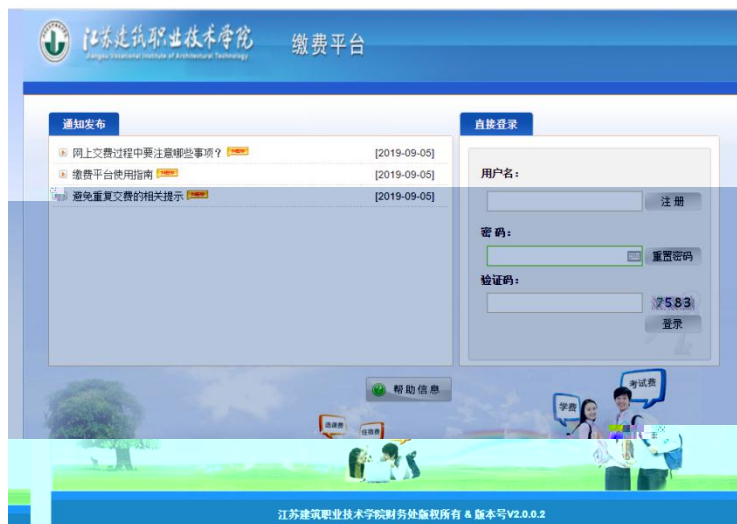 江苏建筑职业技术学院 缴费平台
Jiangsu Vocational Institute of Architectural Technology
通知发布
网上交费过程中要注意哪些事项? NEW [2019-09-05]
缴费平台使用指南 NEW [2019-09-05]
避免重复交费的相关提示 NEW [2019-09-05]
直接登录
用户名:
注 册
密 码:
重置密码
验证码:
7583
登录
帮助信息
考试费
学费
选课费
住宿费
江苏建筑职业技术学院财务处版权所有 & 版本号V2.0.0.2